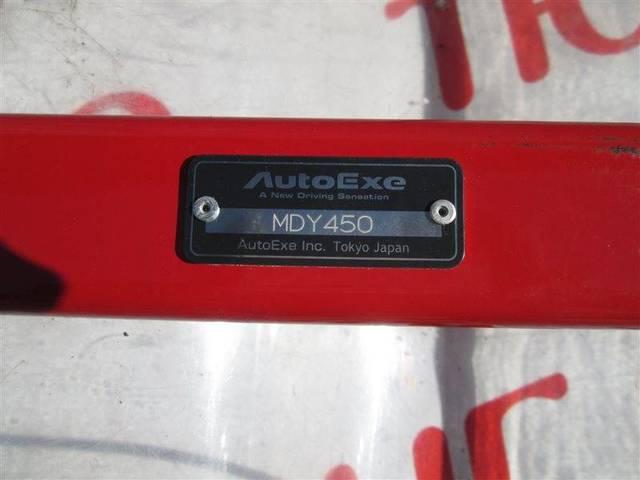 AutoExe
A New Driving Sensation
MDY450
AutoExe Inc. Tokyo Japan